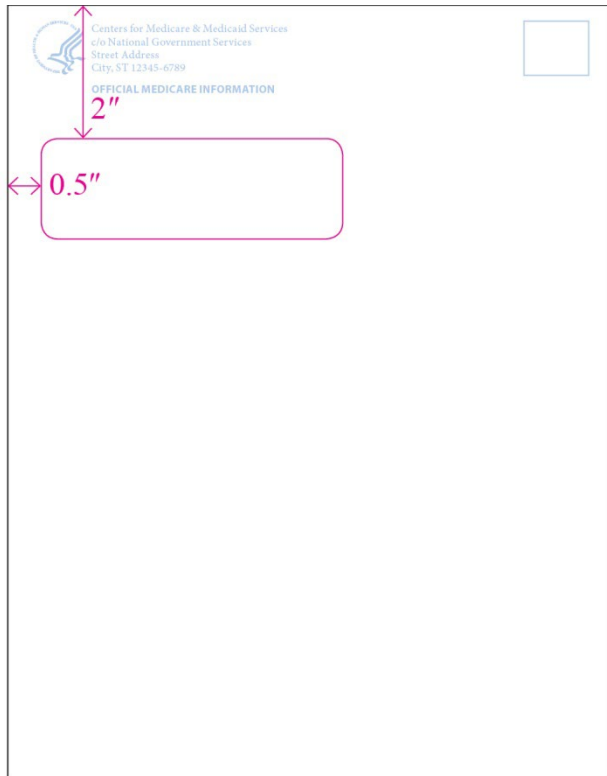 Centers for Medicare & Medicaid Services
c/o National Government Services
Street Address
City, ST 12345-6789
OFFICIAL MEDICARE INFORMATION
2"
0.5"